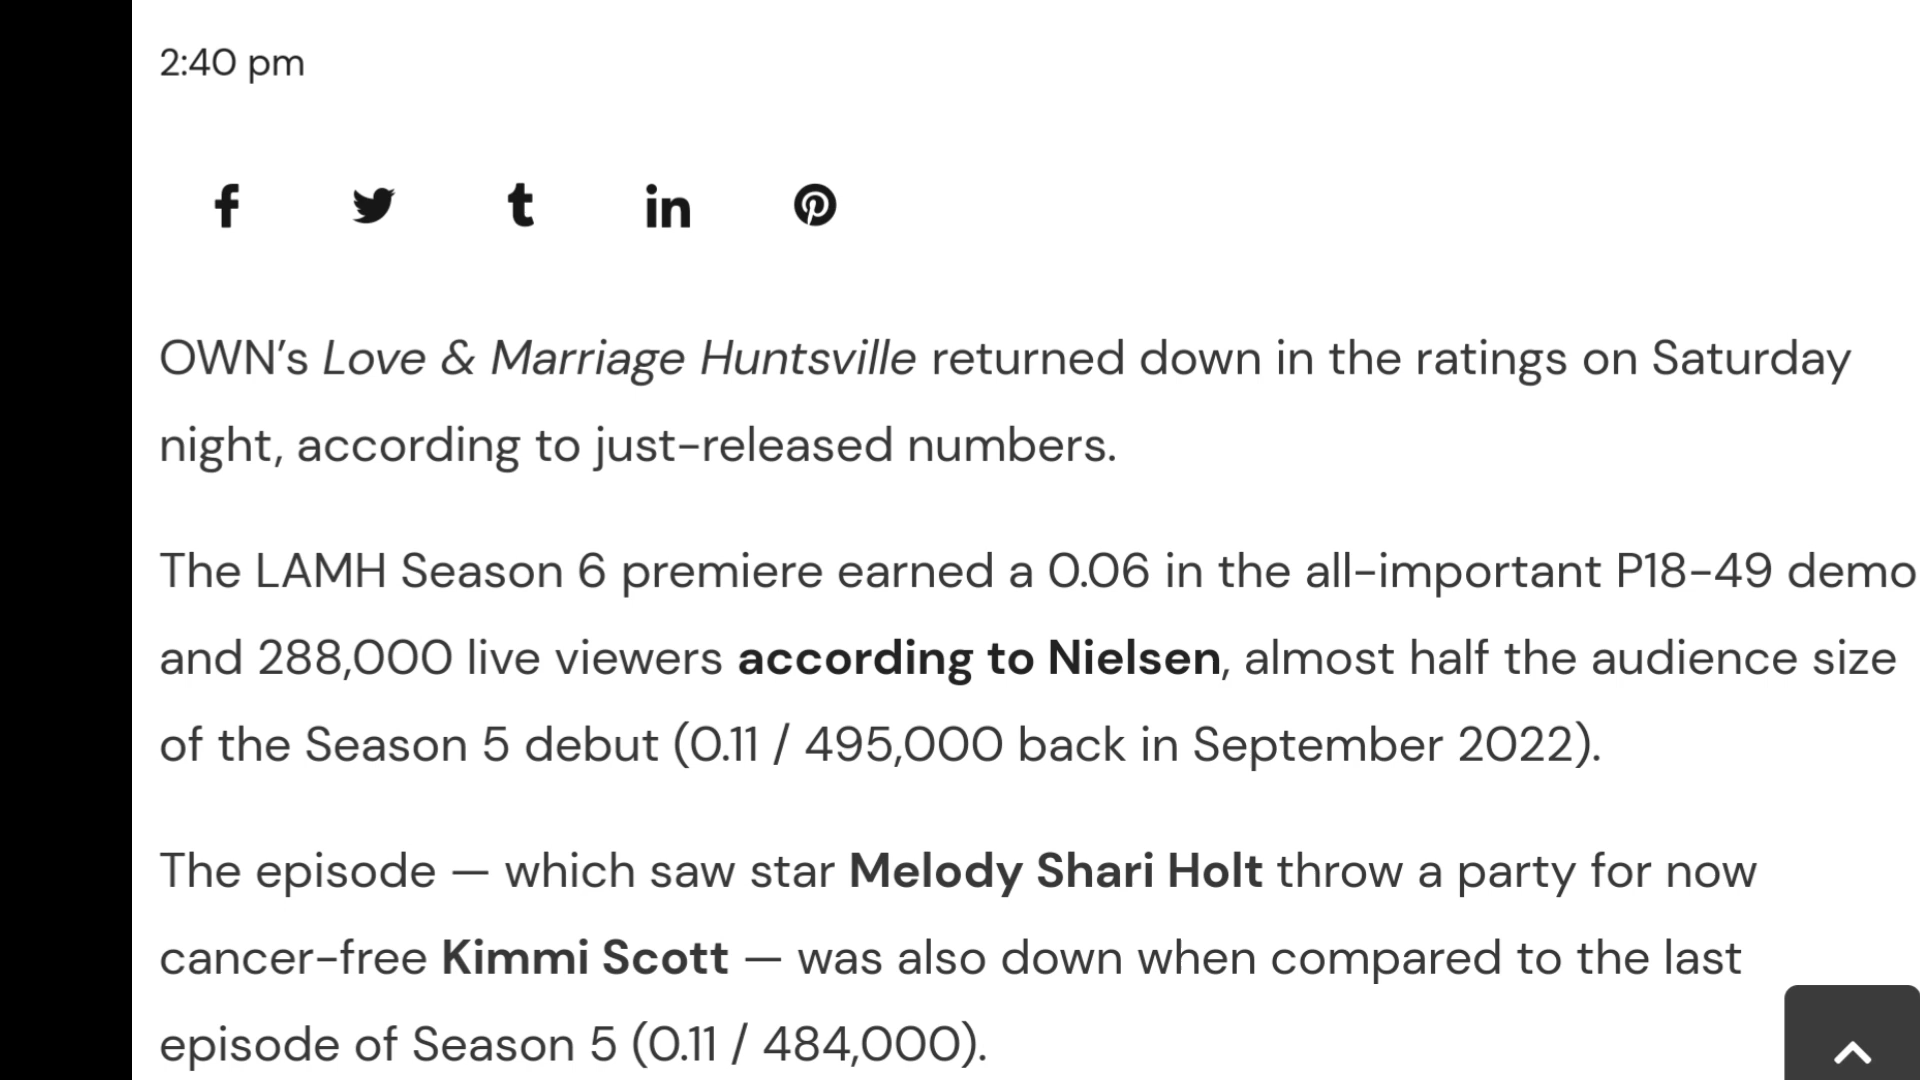 2:40 pm
OWN’s Love & Marriage Huntsville returned down in the ratings on Saturday
night, according to just-released numbers.
The LAMH Season 6 premiere earned a 0.06 in the all-important P18-49 demo
and 288,000 live viewers according to Nielsen, almost half the audience size
of the Season 5 debut (0.11 / 495,000 back in September 2022).
The episode — which saw star Melody Shari Holt throw a party for now
cancer-free Kimmi Scott — was also down when compared to the last
episode of Season 5 (0.11 / 484,000).